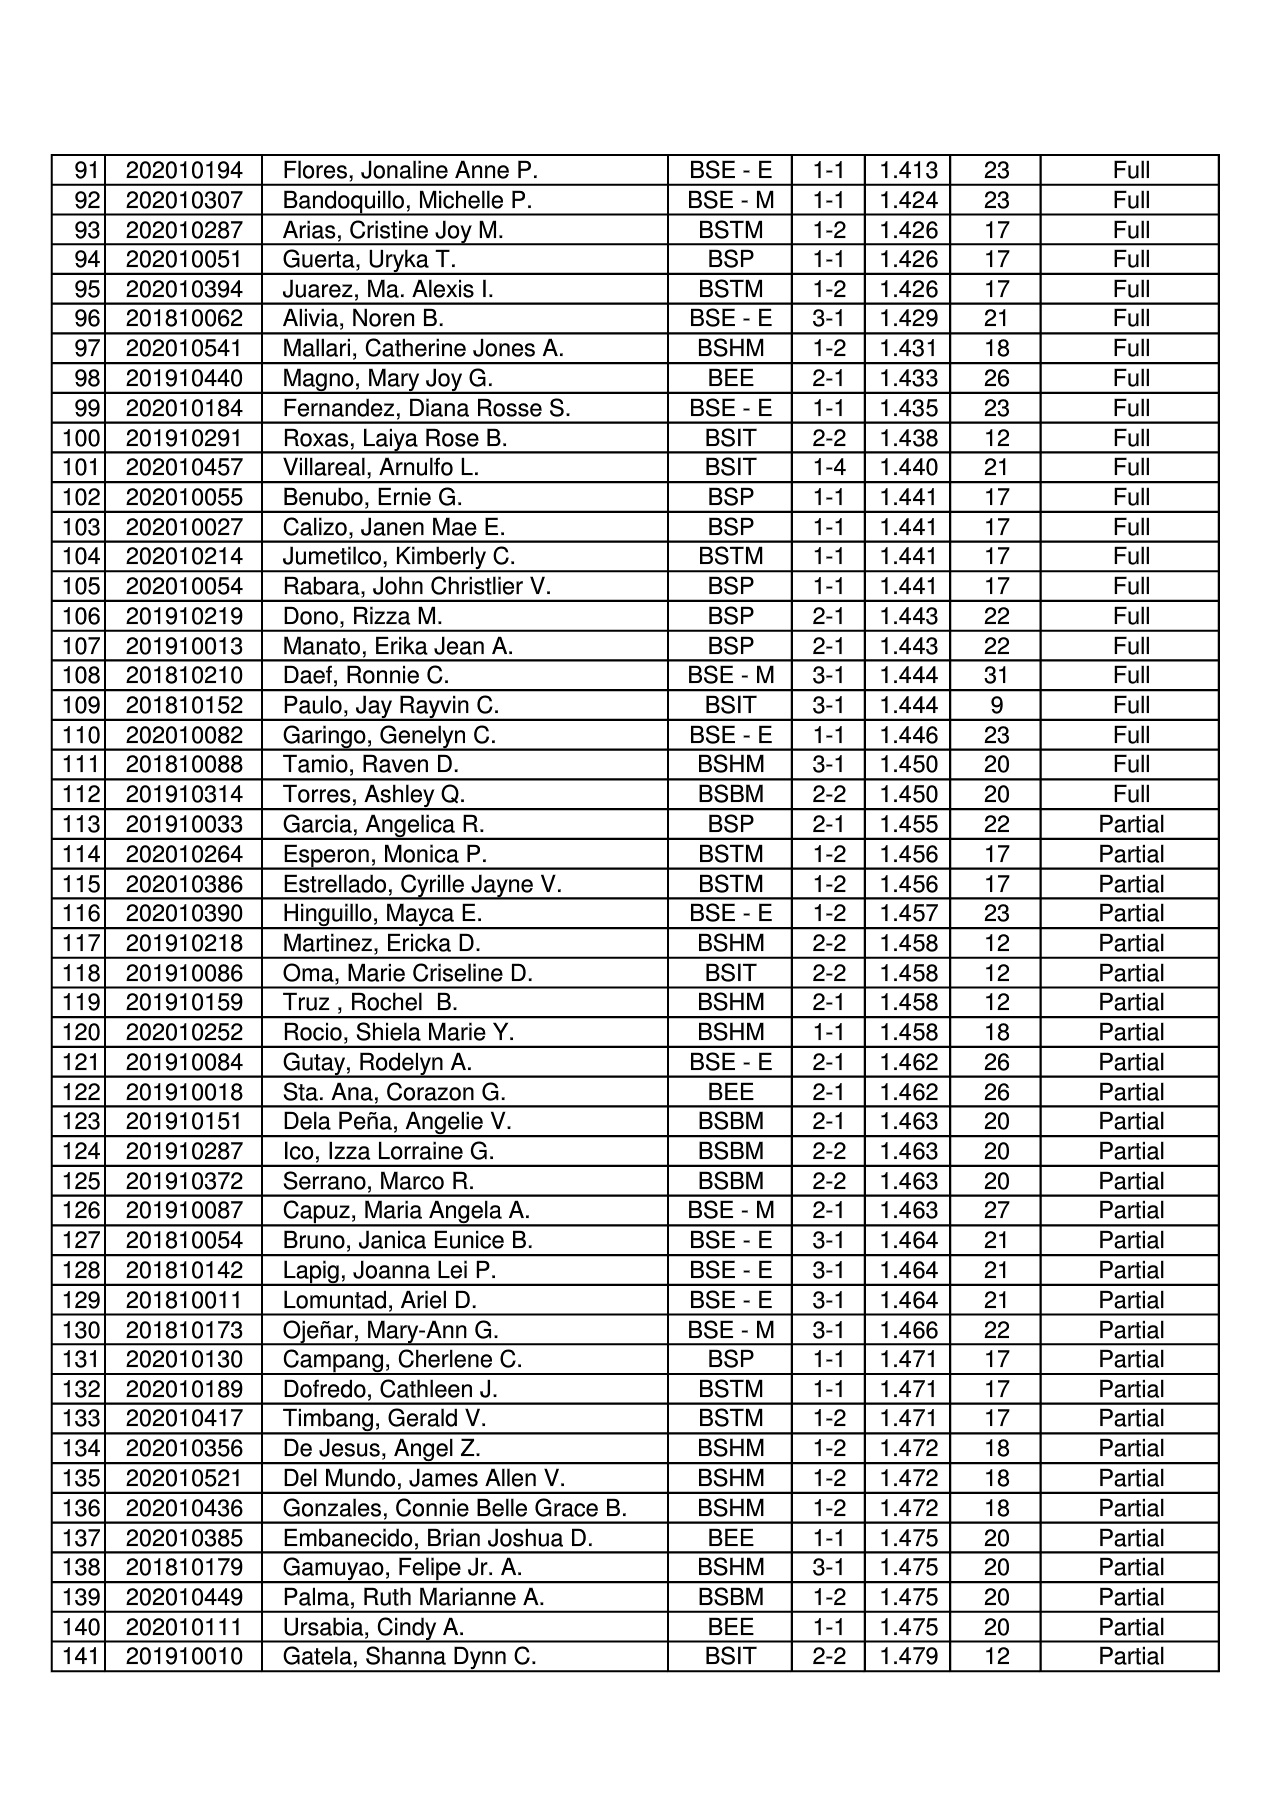 91 202010194 Flores, Jonaline Anne P. BSE - E 1-1 1.413 23 Full
92 202010307 Bandoquillo, Michelle P. BSE - M 1-1 1.424 23 Full
93 202010287 Arias, Cristine Joy M. BSTM 1-2 1.426 17 Full
94 202010051 Guerta, Uryka T. BSP 1-1 1.426 17 Full
95 202010394 Juarez, Ma. Alexis I. BSTM 1-2 1.426 17 Full
96 201810062 Alivia, Noren B. BSE - E 3-1 1.429 21 Full
97 202010541 Mallari, Catherine Jones A. BSHM 1-2 1.431 18 Full
98 201910440 Magno, Mary Joy G. BEE 2-1 1.433 26 Full
99 202010184 Fernandez, Diana Rosse S. BSE - E 1-1 1.435 23 Full
100 201910291 Roxas, Laiya Rose B. BSIT 2-2 1.438 12 Full
101 202010457 Villareal, Arnulfo L. BSIT 1-4 1.440 21 Full
102 202010055 Benubo, Ernie G. BSP 1-1 1.441 17 Full
103 202010027 Calizo, Janen Mae E. BSP 1-1 1.441 17 Full
104 202010214 Jumetilco, Kimberly C. BSTM 1-1 1.441 17 Full
105 202010054 Rabara, John Christlier V. BSP 1-1 1.441 17 Full
106 201910219 Dono, Rizza M. BSP 2-1 1.443 22 Full
107 201910013 Manato, Erika Jean A. BSP 2-1 1.443 22 Full
108 201810210 Daef, Ronnie C. BSE - M 3-1 1.444 31 Full
109 201810152 Paulo, Jay Rayvin C. BSIT 3-1 1.444 9 Full
110 202010082 Garingo, Genelyn C. BSE - E 1-1 1.446 23 Full
111 201810088 Tamio, Raven D. BSHM 3-1 1.450 20 Full
112 201910314 Torres, Ashley Q. BSBM 2-2 1.450 20 Full
113 201910033 Garcia, Angelica R. BSP 2-1 1.455 22 Partial
114 202010264 Esperon, Monica P. BSTM 1-2 1.456 17 Partial
115 202010386 Estrellado, Cyrille Jayne V. BSTM 1-2 1.456 17 Partial
116 202010390 Hinguillo, Mayca E. BSE - E 1-2 1.457 23 Partial
117 201910218 Martinez, Ericka D. BSHM 2-2 1.458 12 Partial
118 201910086 Oma, Marie Criseline D. BSIT 2-2 1.458 12 Partial
119 201910159 Truz , Rochel  B. BSHM 2-1 1.458 12 Partial
120 202010252 Rocio, Shiela Marie Y. BSHM 1-1 1.458 18 Partial
121 201910084 Gutay, Rodelyn A. BSE - E 2-1 1.462 26 Partial
122 201910018 Sta. Ana, Corazon G. BEE 2-1 1.462 26 Partial
123 201910151 Dela Peña, Angelie V. BSBM 2-1 1.463 20 Partial
124 201910287 Ico, Izza Lorraine G. BSBM 2-2 1.463 20 Partial
125 201910372 Serrano, Marco R. BSBM 2-2 1.463 20 Partial
126 201910087 Capuz, Maria Angela A. BSE - M 2-1 1.463 27 Partial
127 201810054 Bruno, Janica Eunice B. BSE - E 3-1 1.464 21 Partial
128 201810142 Lapig, Joanna Lei P. BSE - E 3-1 1.464 21 Partial
129 201810011 Lomuntad, Ariel D. BSE - E 3-1 1.464 21 Partial
130 201810173 Ojeñar, Mary-Ann G. BSE - M 3-1 1.466 22 Partial
131 202010130 Campang, Cherlene C. BSP 1-1 1.471 17 Partial
132 202010189 Dofredo, Cathleen J. BSTM 1-1 1.471 17 Partial
133 202010417 Timbang, Gerald V. BSTM 1-2 1.471 17 Partial
134 202010356 De Jesus, Angel Z. BSHM 1-2 1.472 18 Partial
135 202010521 Del Mundo, James Allen V. BSHM 1-2 1.472 18 Partial
136 202010436 Gonzales, Connie Belle Grace B. BSHM 1-2 1.472 18 Partial
137 202010385 Embanecido, Brian Joshua D. BEE 1-1 1.475 20 Partial
138 201810179 Gamuyao, Felipe Jr. A. BSHM 3-1 1.475 20 Partial
139 202010449 Palma, Ruth Marianne A. BSBM 1-2 1.475 20 Partial
140 202010111 Ursabia, Cindy A. BEE 1-1 1.475 20 Partial
141 201910010 Gatela, Shanna Dynn C. BSIT 2-2 1.479 12 Partial